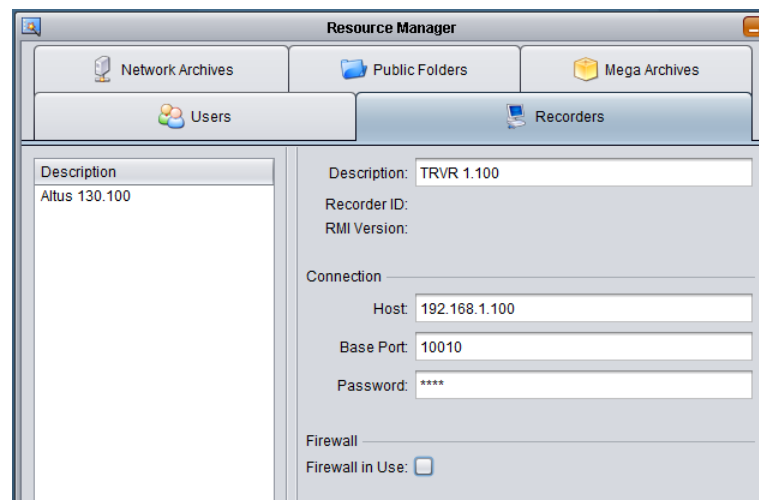 Resource Manager
Network Archives
Public Folders
Mega Archives
Users
Recorders
Description
Altus 130.100
Description: TRVR 1.100
Recorder ID:
RMI Version:
Connection
Host: 192.168.1.100
Base Port: 10010
Password: ****
Firewall
Firewall in Use: